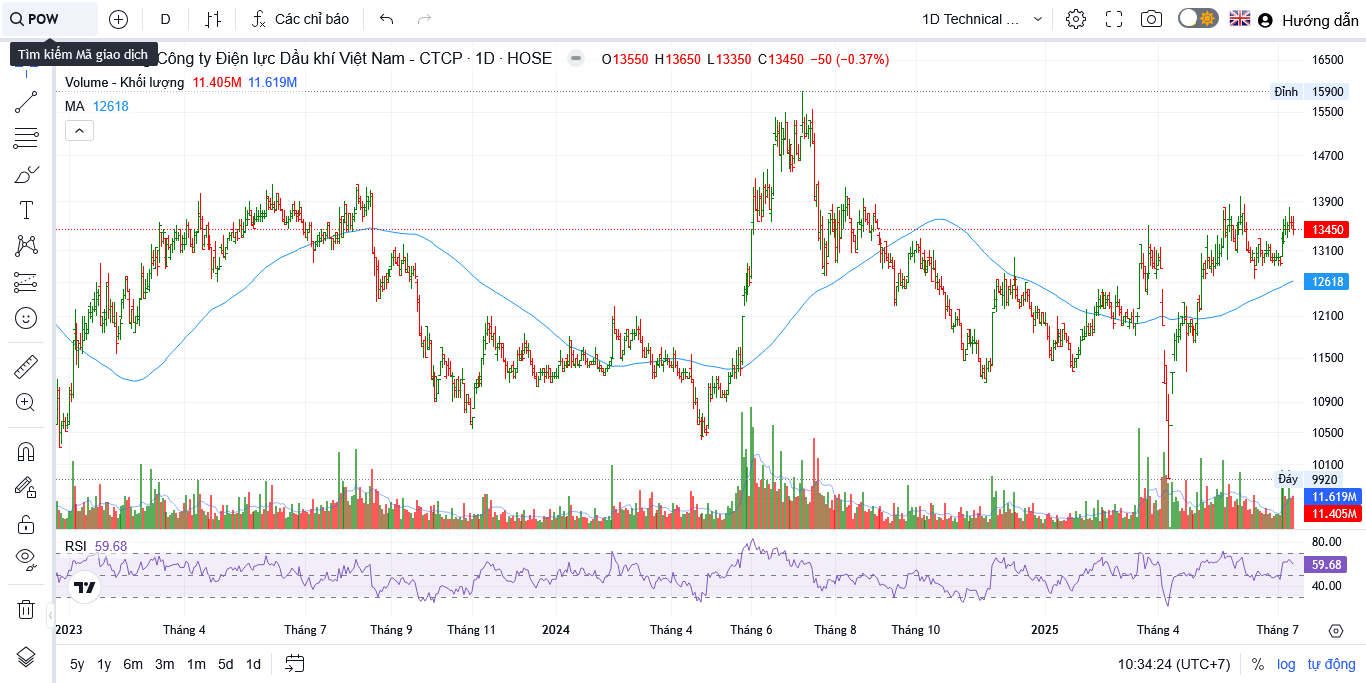 POW D Các chỉ báo 1D Technical ... Hướng dẫn
Tìm kiếm Mã giao dịch
Công ty Điện lực Dầu khí Việt Nam - CTCP · 1D · HOSE O13550 H13650 L13350 C13450 −50 (−0.37%)
Volume - Khối lượng 11.405M 11.619M
MA 12618
16500
Đỉnh 15900
15500
14700
13900
13450
13100
12618
12100
11500
10900
10500
10100
Đáy 9920
11.619M
11.405M
RSI 59.68
80.00
59.68
40.00
2023 Tháng 4 Tháng 7 Tháng 9 Tháng 11 2024 Tháng 4 Tháng 6 Tháng 8 Tháng 10 2025 Tháng 4 Tháng 7
5y 1y 6m 3m 1m 5d 1d 10:34:24 (UTC+7) % log tự động